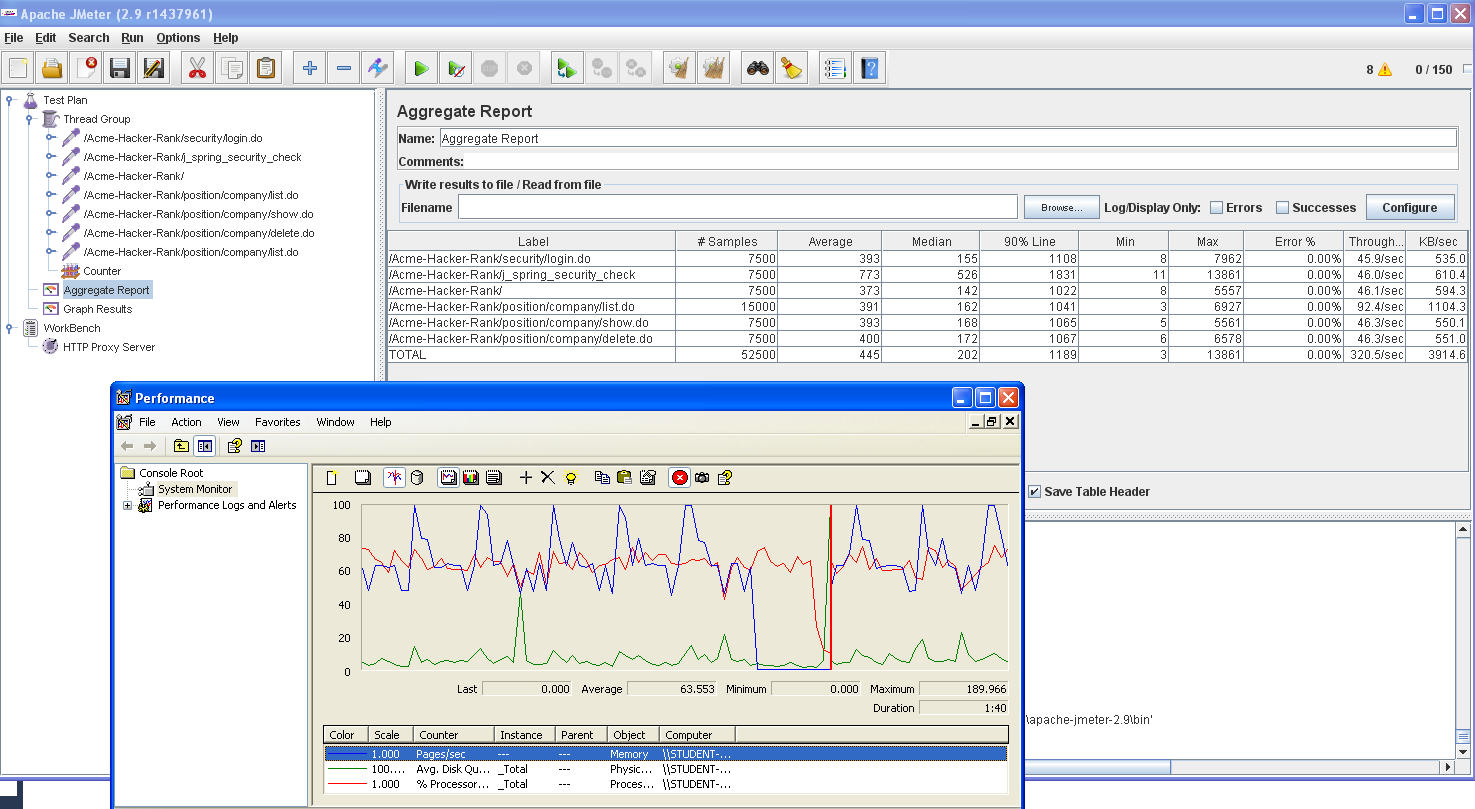 Apache JMeter (2.9 r1437961)
File Edit Search Run Options Help
8 0 / 150
Test Plan
Thread Group
/Acme-Hacker-Rank/security/login.do
/Acme-Hacker-Rank/j_spring_security_check
/Acme-Hacker-Rank/
/Acme-Hacker-Rank/position/company/list.do
/Acme-Hacker-Rank/position/company/show.do
/Acme-Hacker-Rank/position/company/delete.do
/Acme-Hacker-Rank/position/company/list.do
Counter
Aggregate Report
Graph Results
WorkBench
HTTP Proxy Server
Aggregate Report
Name: Aggregate Report
Comments:
Write results to file / Read from file
Filename Browse... Log/Display Only: Errors Successes Configure
Label # Samples Average Median 90% Line Min Max Error % Through... KB/sec
/Acme-Hacker-Rank/security/login.do 7500 393 155 1108 8 7962 0.00% 45.9/sec 535.0
/Acme-Hacker-Rank/j_spring_security_check 7500 773 526 1831 11 13861 0.00% 46.0/sec 610.4
/Acme-Hacker-Rank/ 7500 373 142 1022 8 5557 0.00% 46.1/sec 594.3
/Acme-Hacker-Rank/position/company/list.do 15000 391 162 1041 3 6927 0.00% 92.4/sec 1104.3
/Acme-Hacker-Rank/position/company/show.do 7500 393 168 1065 5 5561 0.00% 46.3/sec 550.1
/Acme-Hacker-Rank/position/company/delete.do 7500 400 172 1067 6 6578 0.00% 46.3/sec 551.0
TOTAL 52500 445 202 1189 3 13861 0.00% 320.5/sec 3914.6
Save Table Header
\apache-jmeter-2.9\bin'
Performance
File Action View Favorites Window Help
Console Root
System Monitor
Performance Logs and Alerts
100
80
60
40
20
0
Last 0.000 Average 63.553 Minimum 0.000 Maximum 189.966
Duration 1:40
Color Scale Counter Instance Parent Object Computer
1.000 Pages/sec --- --- Memory \\STUDENT-...
100.... Avg. Disk Qu... _Total --- Physic... \\STUDENT-...
1.000 % Processor... _Total --- Proces... \\STUDENT-...